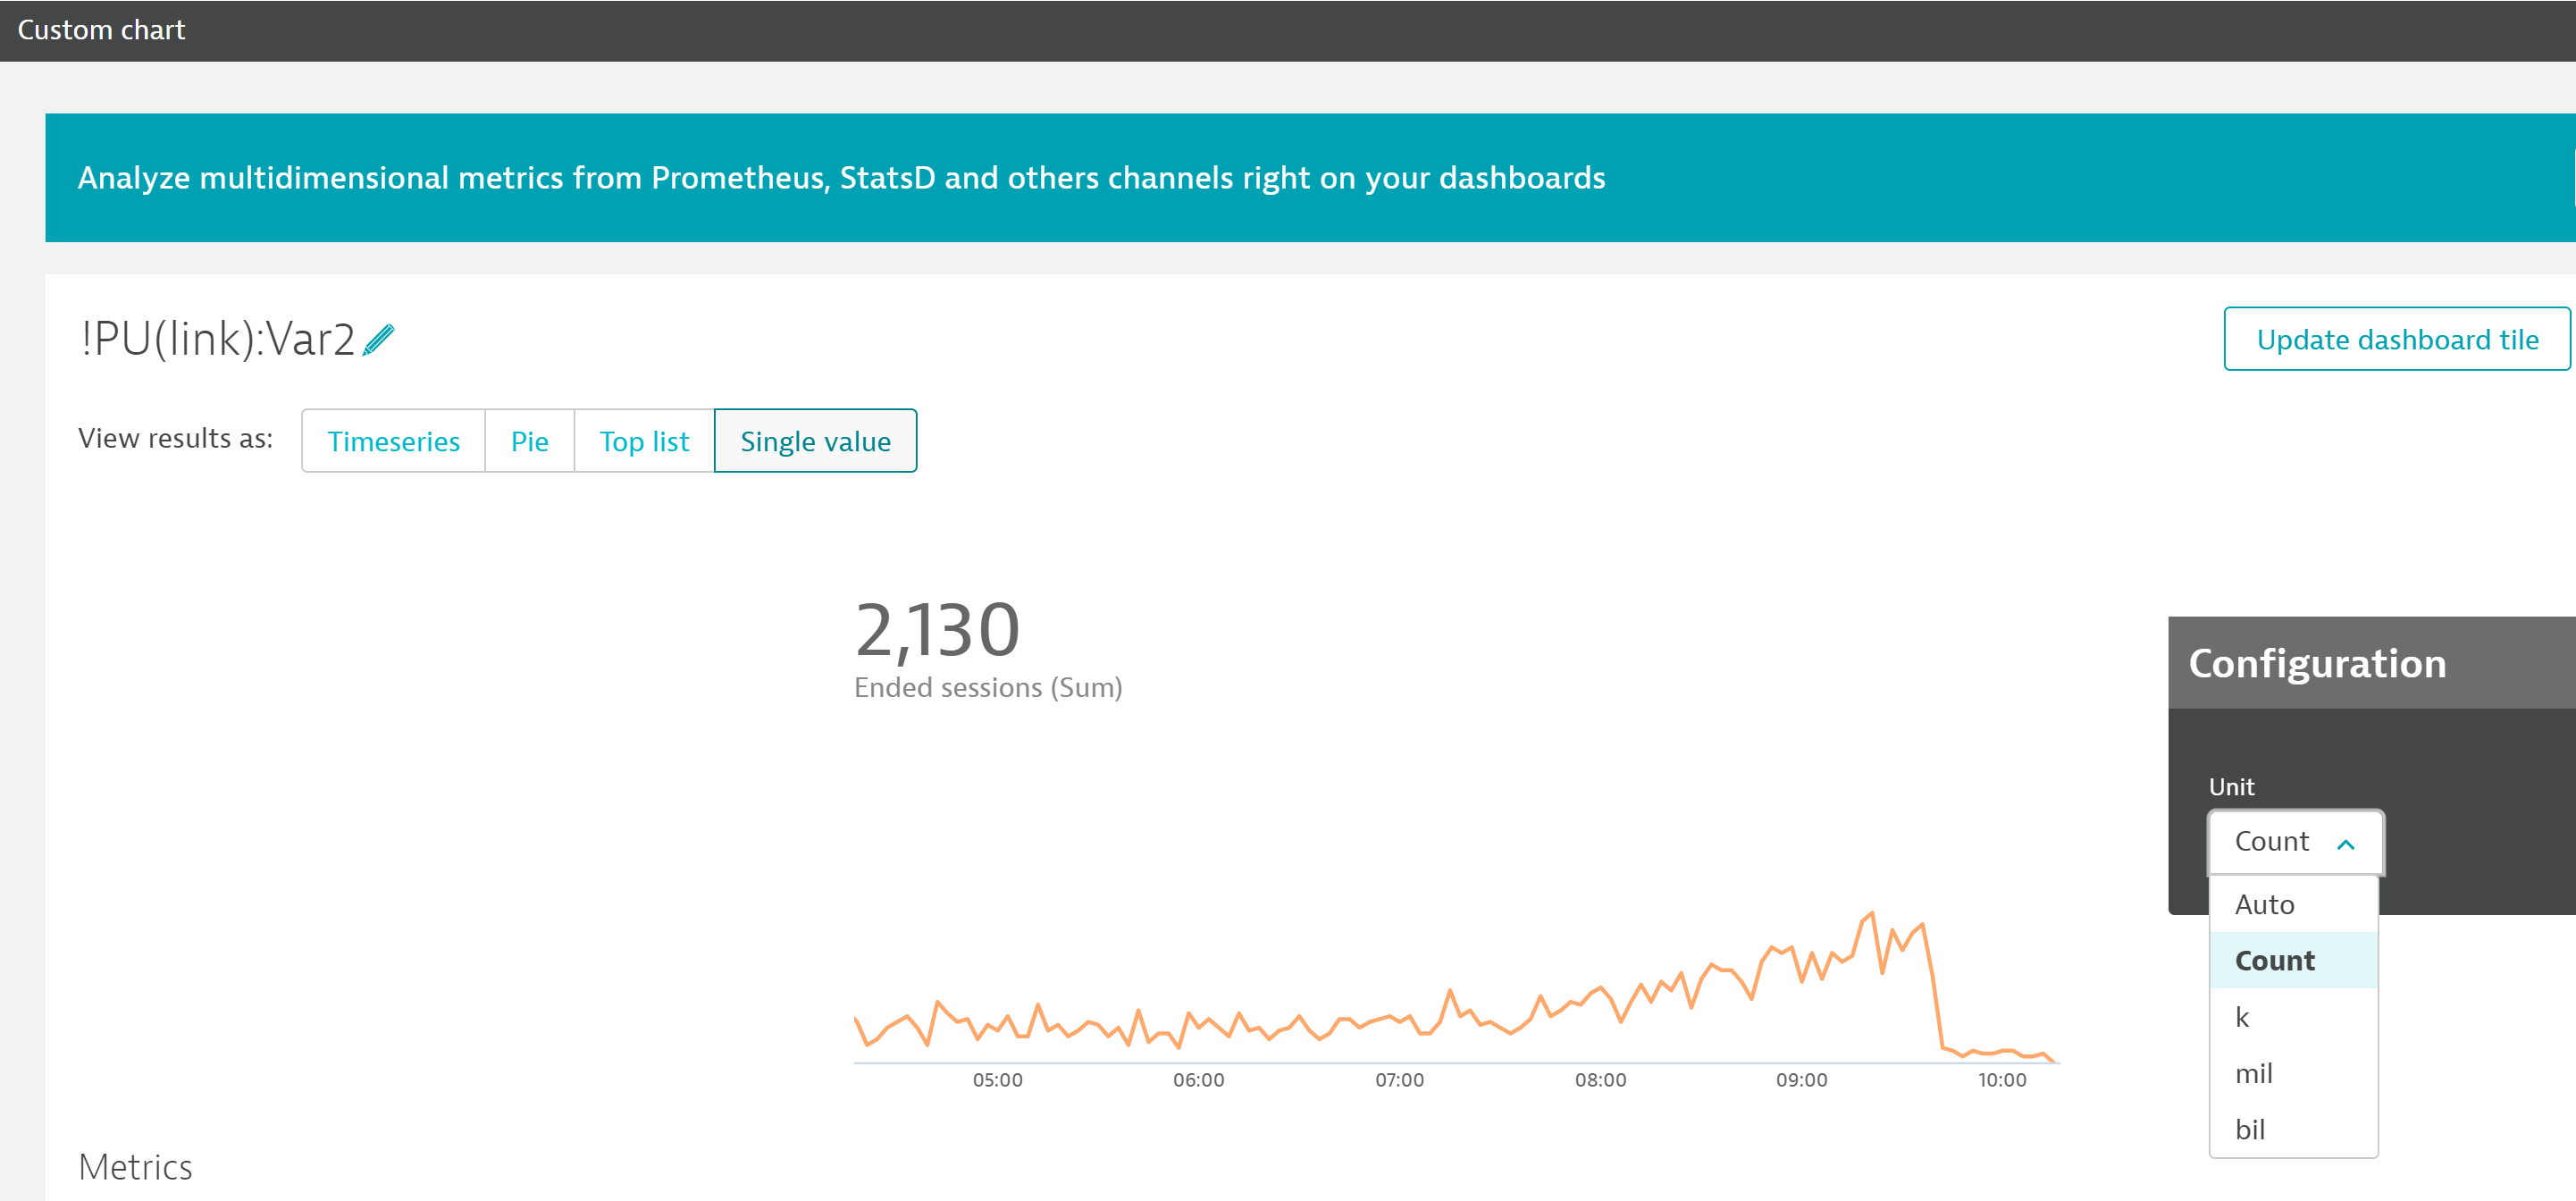 Custom chart
Analyze multidimensional metrics from Prometheus, StatsD and others channels right on your dashboards
!PU(link):Var2
Update dashboard tile
View results as: Timeseries Pie Top list Single value
2,130
Ended sessions (Sum)
Configuration
Unit
Count
Auto
Count
k
mil
bil
05:00 06:00 07:00 08:00 09:00 10:00
Metrics